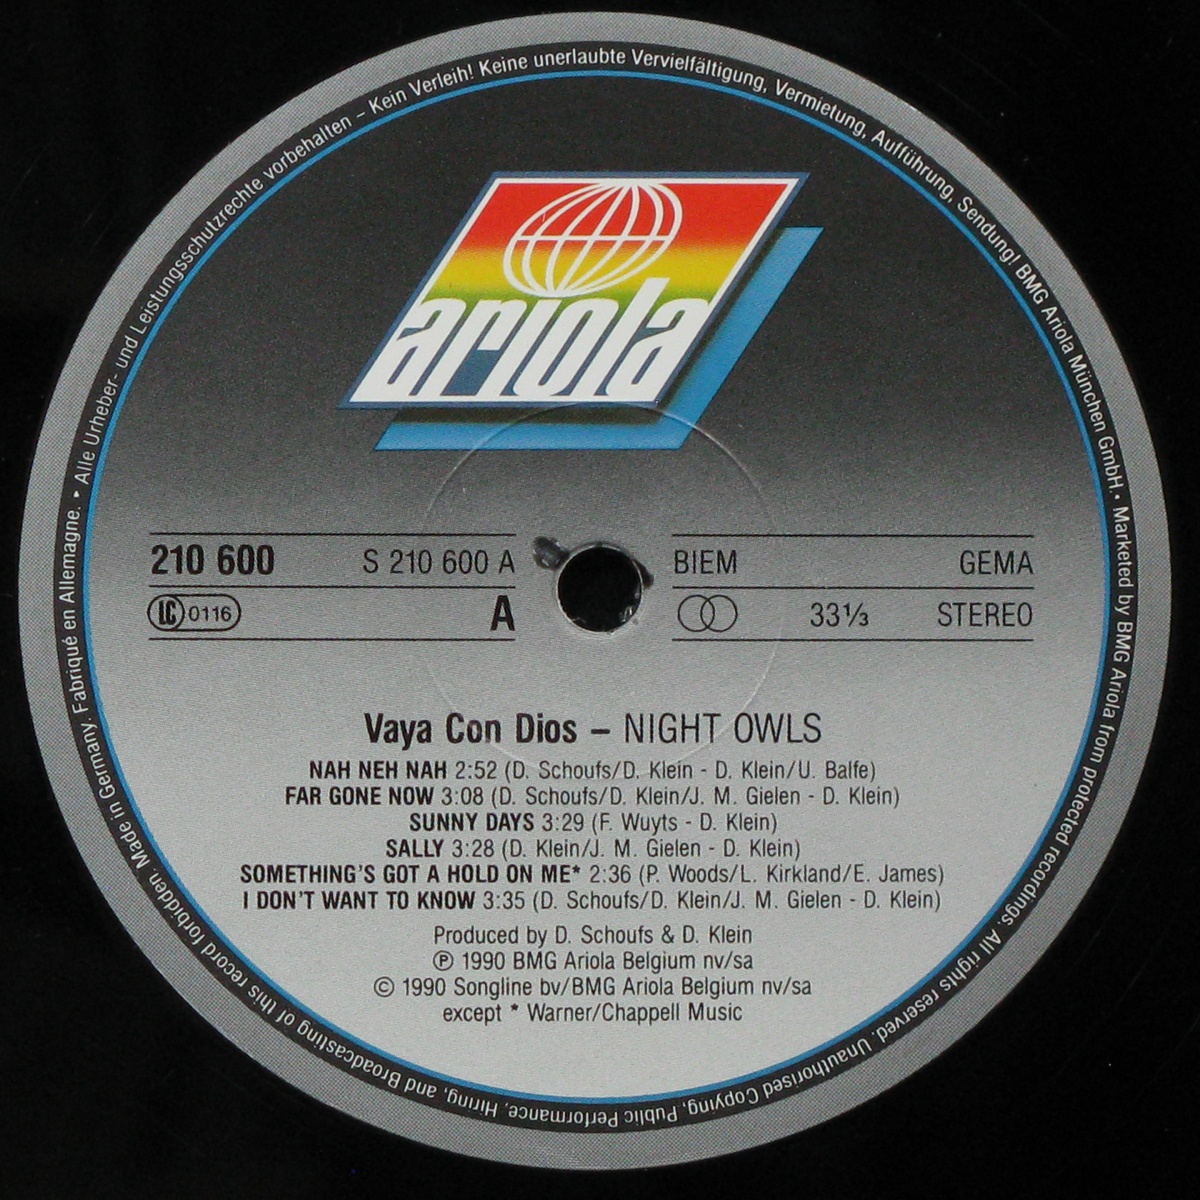 Alle Urheber- und Leistungsschutzrechte vorbehalten – Kein Verleih! Keine unerlaubte Vervielfältigung, Vermietung, Aufführung, Sendung! BMG Ariola München GmbH. • Marketed by BMG Ariola from protected recordings. All rights reserved. Unauthorised Copying, Public Performance, Hiring, and Broadcasting of this record forbidden. Made in Germany. Fabriqué en Allemagne. •
ariola
210 600 S 210 600 A BIEM GEMA
LC 0116 A 33⅓ STEREO
Vaya Con Dios – NIGHT OWLS
NAH NEH NAH 2:52 (D. Schoufs/D. Klein - D. Klein/U. Balfe)
FAR GONE NOW 3:08 (D. Schoufs/D. Klein/J. M. Gielen - D. Klein)
SUNNY DAYS 3:29 (F. Wuyts - D. Klein)
SALLY 3:28 (D. Klein/J. M. Gielen - D. Klein)
SOMETHING'S GOT A HOLD ON ME* 2:36 (P. Woods/L. Kirkland/E. James)
I DON'T WANT TO KNOW 3:35 (D. Schoufs/D. Klein/J. M. Gielen - D. Klein)
Produced by D. Schoufs & D. Klein
℗ 1990 BMG Ariola Belgium nv/sa
© 1990 Songline bv/BMG Ariola Belgium nv/sa
except * Warner/Chappell Music